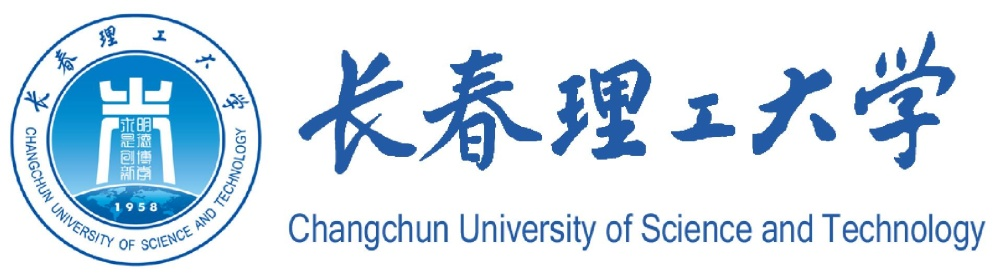 长春理工大学
CHANGCHUN UNIVERSITY OF SCIENCE AND TECHNOLOGY
明德博学
求是创新
1958
长春理工大学
Changchun University of Science and Technology